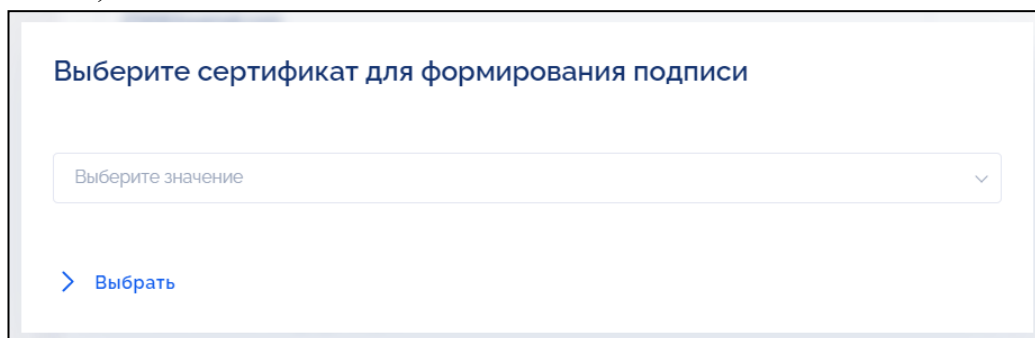 Выберите сертификат для формирования подписи
Выберите значение
Выбрать